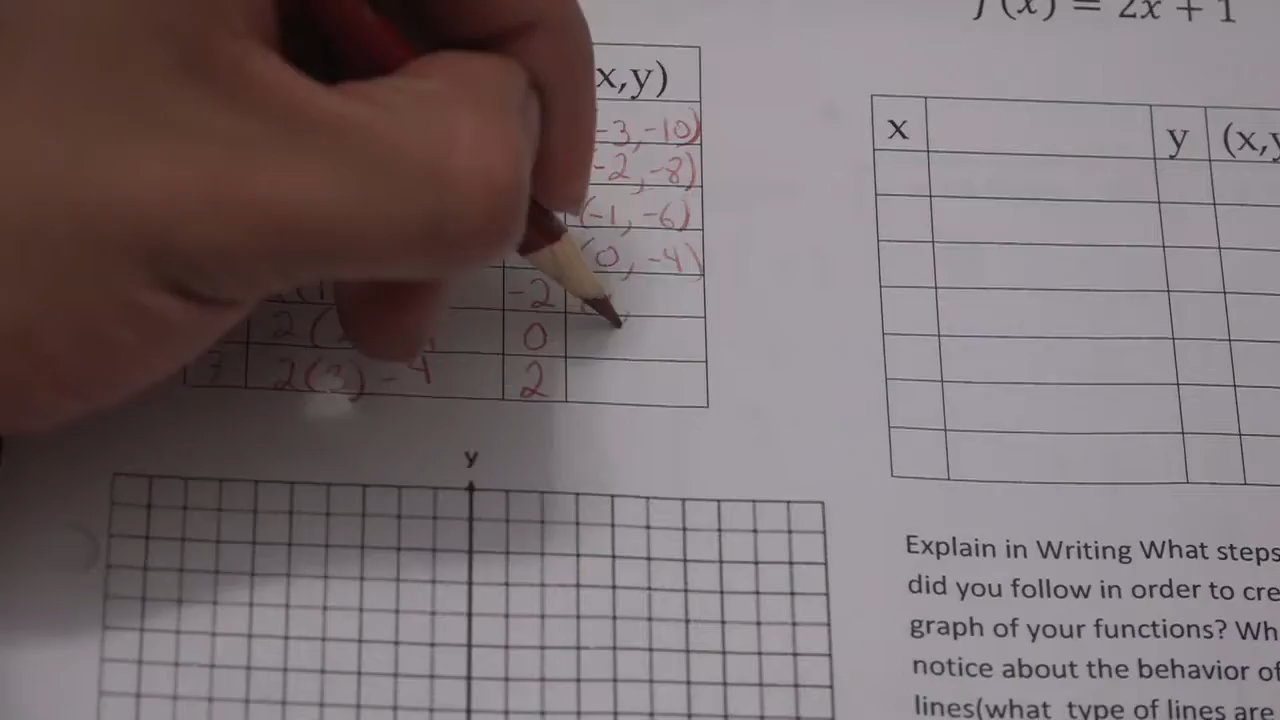 (x) = 2x + 1
x,y)
-3, -10)
-2, -8)
(-1, -6)
(0, -4)
-2
2( 0
2(3) - 4 2
x y (x,y
y
Explain in Writing What steps
did you follow in order to cre
graph of your functions? Wh
notice about the behavior of
lines(what type of lines are